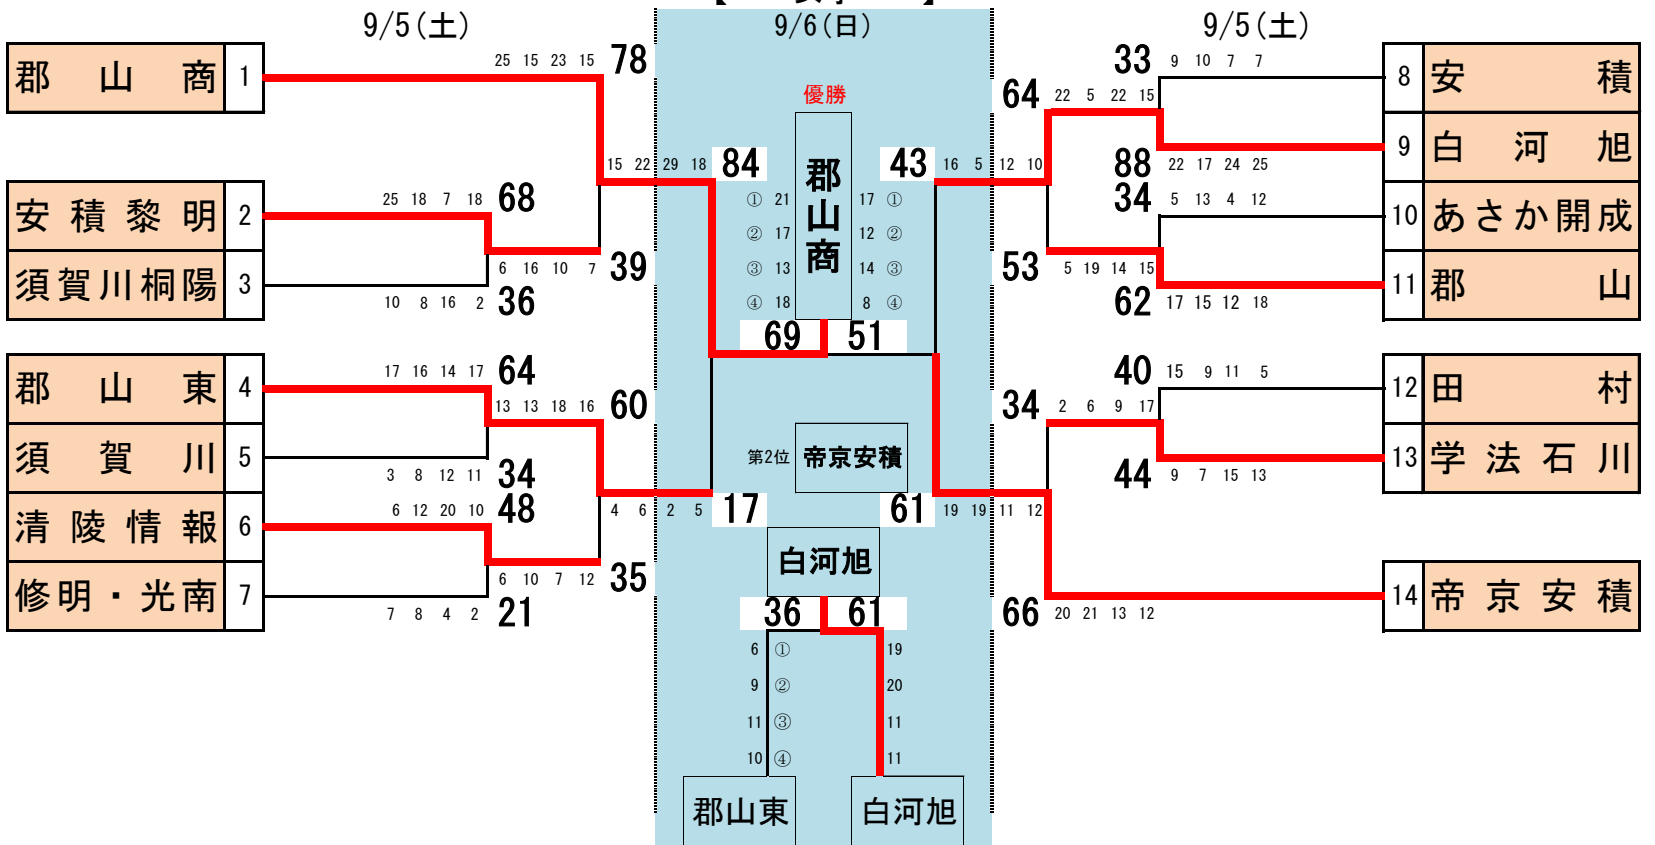 9/5(土)
9/6(日)
9/5(土)
郡山商 1
25 15 23 15 78
安積黎明 2
25 18 7 18 68
須賀川桐陽 3
10 8 16 2 36
6 16 10 7 39
郡山東 4
17 16 14 17 64
須賀川 5
3 8 12 11 34
13 13 18 16 60
清陵情報 6
6 12 20 10 48
修明・光南 7
7 8 4 2 21
6 10 7 12 35
15 22 29 18 84
4 6 2 5 17
優勝
郡山商
① 21 17 ①
② 17 12 ②
③ 13 14 ③
④ 18 8 ④
69 51
第2位 帝京安積
白河旭
36 61
6 ① 19
9 ② 20
11 ③ 11
10 ④ 11
郡山東 白河旭
43 16 5 12 10
61 19 19 11 12
33 9 10 7 7
8 安積
64 22 5 22 15
9 白河旭
88 22 17 24 25
34 5 13 4 12
10 あさか開成
53 5 19 14 15
11 郡山
62 17 15 12 18
40 15 9 11 5
12 田村
34 2 6 9 17
13 学法石川
44 9 7 15 13
14 帝京安積
66 20 21 13 12